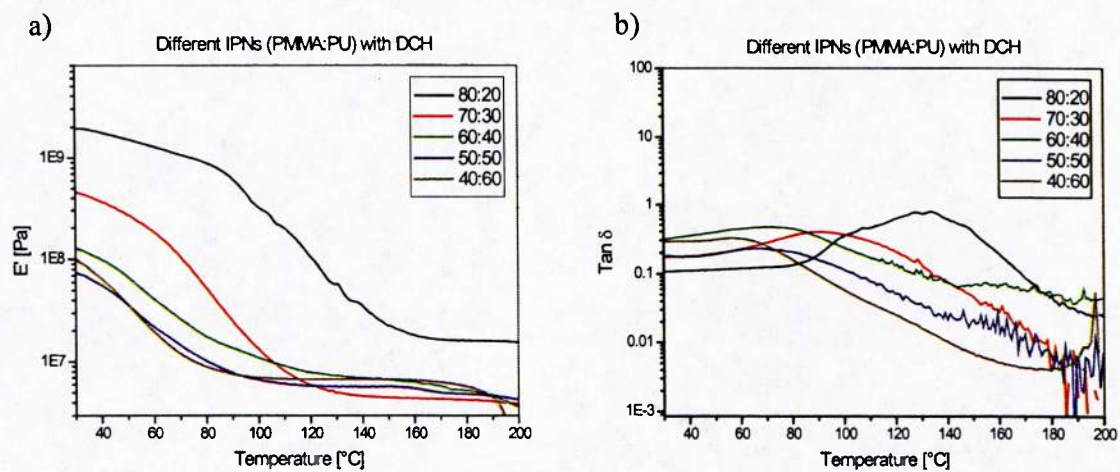 a)
Different IPNs (PMMA:PU) with DCH
80:20
70:30
60:40
50:50
40:60
1E9
1E8
1E7
E' [Pa]
40 60 80 100 120 140 160 180 200
Temperature [°C]
b)
Different IPNs (PMMA:PU) with DCH
80:20
70:30
60:40
50:50
40:60
100
10
1
0.1
0.01
1E-3
Tan δ
40 60 80 100 120 140 160 180 200
Temperature [°C]